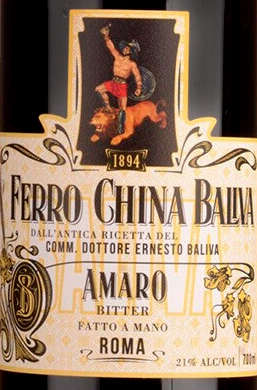 1894
FERRO CHINA BALIVA
DALL'ANTICA RICETTA DEL
COMM. DOTTORE ERNESTO BALIVA
AMARO
BITTER
FATTO A MANO
ROMA
21% ALC/VOL